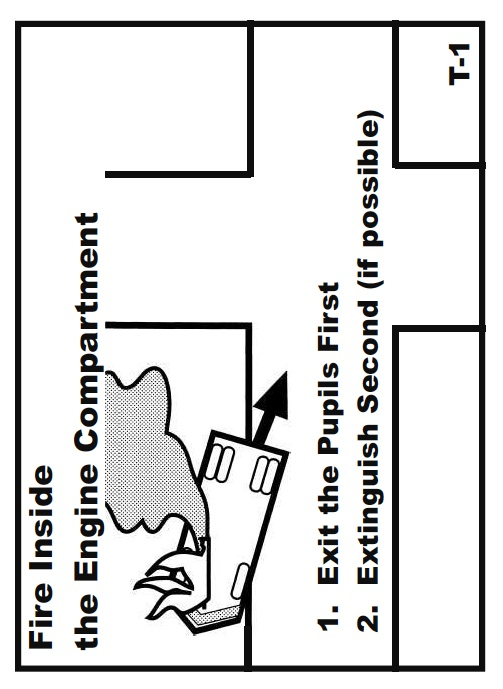 Fire Inside
the Engine Compartment
1. Exit the Pupils First
2. Extinguish Second (if possible)
T-1